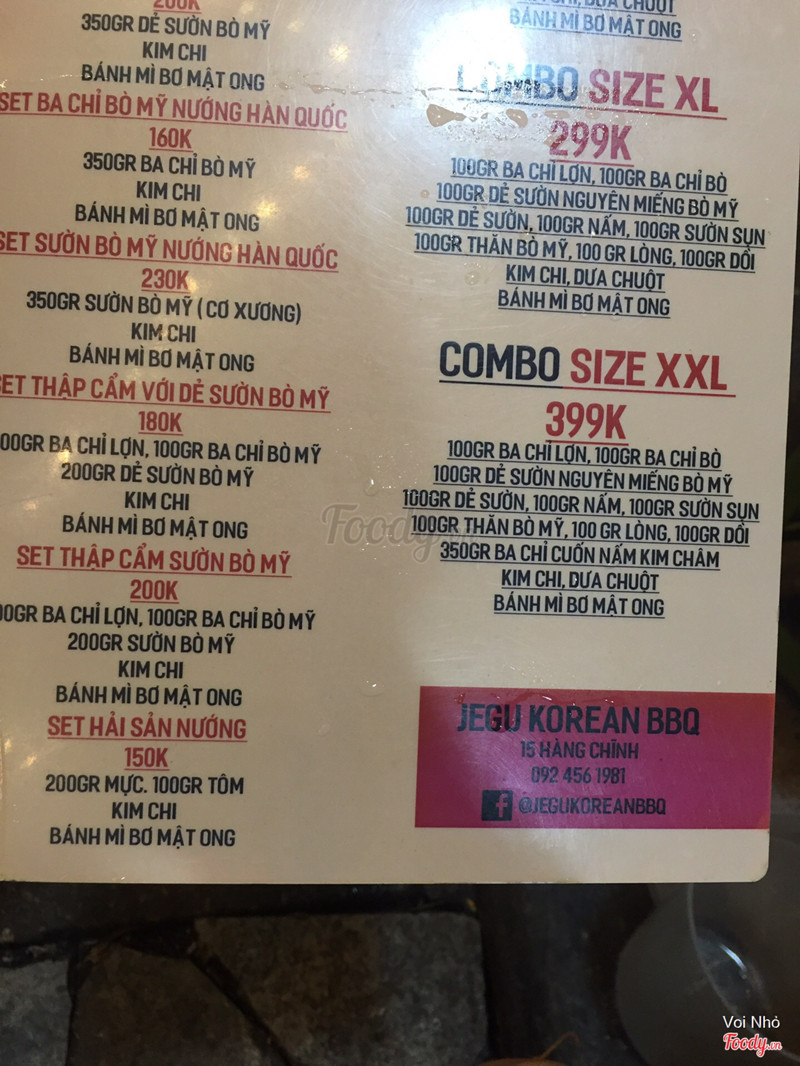 200K
350GR DẺ SƯỜN BÒ MỸ
KIM CHI
BÁNH MÌ BƠ MẬT ONG
SET BA CHỈ BÒ MỸ NƯỚNG HÀN QUỐC
160K
350GR BA CHỈ BÒ MỸ
KIM CHI
BÁNH MÌ BƠ MẬT ONG
SET SƯỜN BÒ MỸ NƯỚNG HÀN QUỐC
230K
350GR SƯỜN BÒ MỸ ( CƠ XƯƠNG)
KIM CHI
BÁNH MÌ BƠ MẬT ONG
SET THẬP CẨM VỚI DẺ SƯỜN BÒ MỸ
180K
00GR BA CHỈ LỢN, 100GR BA CHỈ BÒ MỸ
200GR DẺ SƯỜN BÒ MỸ
KIM CHI
BÁNH MÌ BƠ MẬT ONG
SET THẬP CẨM SƯỜN BÒ MỸ
200K
00GR BA CHỈ LỢN, 100GR BA CHỈ BÒ MỸ
200GR SƯỜN BÒ MỸ
KIM CHI
BÁNH MÌ BƠ MẬT ONG
SET HẢI SẢN NƯỚNG
150K
200GR MỰC. 100GR TÔM
KIM CHI
BÁNH MÌ BƠ MẬT ONG
DƯA CHUỘT
BÁNH MÌ BƠ MẬT ONG
COMBO SIZE XL
299K
100GR BA CHỈ LỢN, 100GR BA CHỈ BÒ
100GR DẺ SƯỜN NGUYÊN MIẾNG BÒ MỸ
100GR DẺ SƯỜN, 100GR NẤM, 100GR SƯỜN SỤN
100GR THĂN BÒ MỸ, 100 GR LÒNG, 100GR DỒI
KIM CHI, DƯA CHUỘT
BÁNH MÌ BƠ MẬT ONG
COMBO SIZE XXL
399K
100GR BA CHỈ LỢN, 100GR BA CHỈ BÒ
100GR DẺ SƯỜN NGUYÊN MIẾNG BÒ MỸ
100GR DẺ SƯỜN, 100GR NẤM, 100GR SƯỜN SỤN
100GR THĂN BÒ MỸ, 100 GR LÒNG, 100GR DỒI
350GR BA CHỈ CUỐN NẤM KIM CHÂM
KIM CHI, DƯA CHUỘT
BÁNH MÌ BƠ MẬT ONG
JEGU KOREAN BBQ
15 HÀNG CHĨNH
092 456 1981
f @JEGUKOREANBBQ
Foody.vn
Voi Nhỏ
Foody.vn